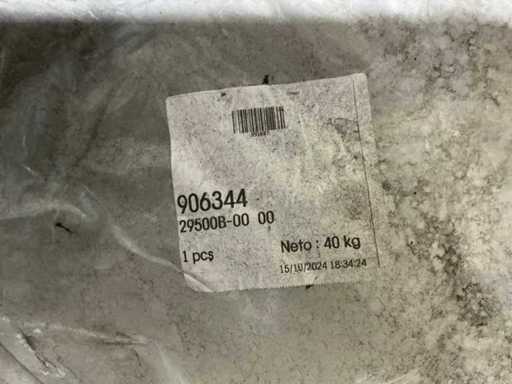 906344
29500B-00 00
1 pcs
Neto : 40 kg
15/10/2024 18:34:24